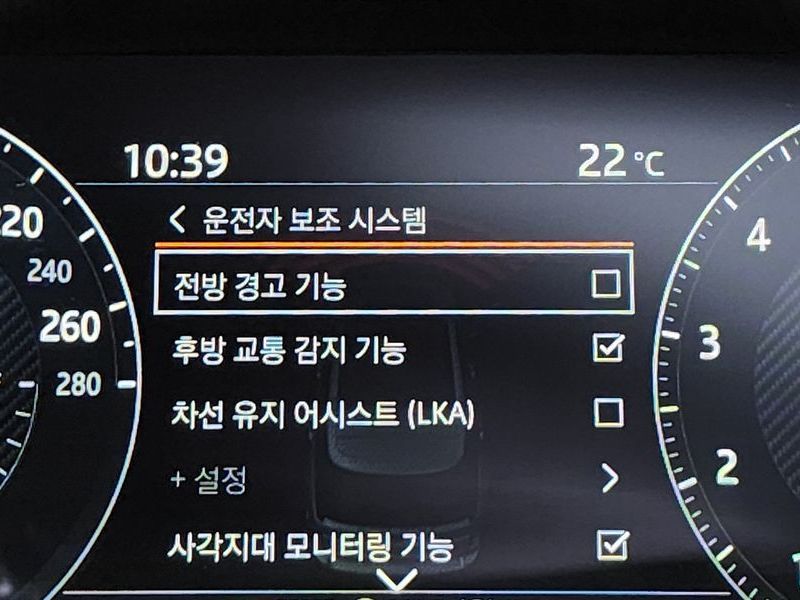 10:39 22°C
운전자 보조 시스템
전방 경고 기능
후방 교통 감지 기능
차선 유지 어시스트 (LKA)
+ 설정
사각지대 모니터링 기능
220
240
260
280
4
3
2
1